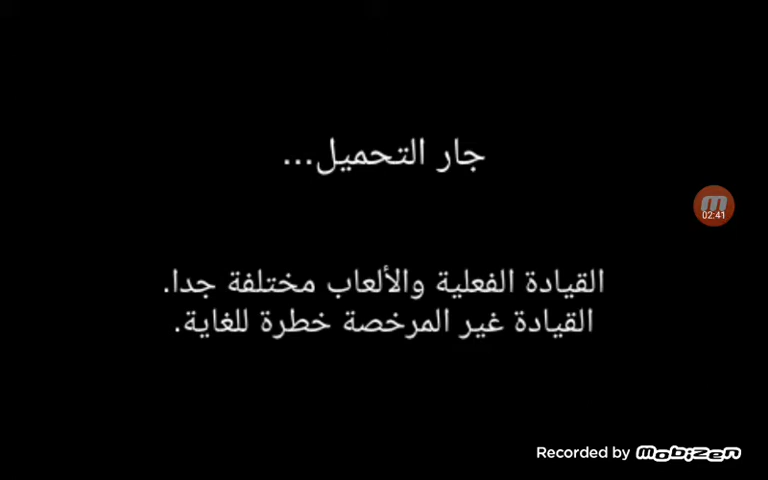 جار التحميل...
02:41
القيادة الفعلية والألعاب مختلفة جدا.
القيادة غير المرخصة خطرة للغاية.
Recorded by mobizen